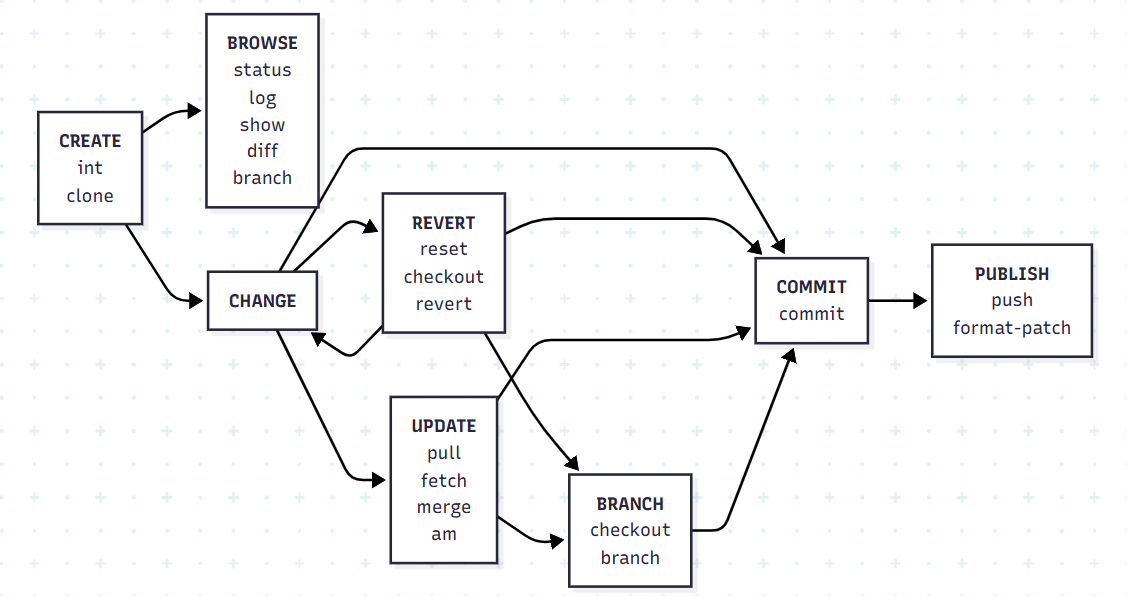 CREATE
int
clone
BROWSE
status
log
show
diff
branch
CHANGE
REVERT
reset
checkout
revert
UPDATE
pull
fetch
merge
am
BRANCH
checkout
branch
COMMIT
commit
PUBLISH
push
format-patch